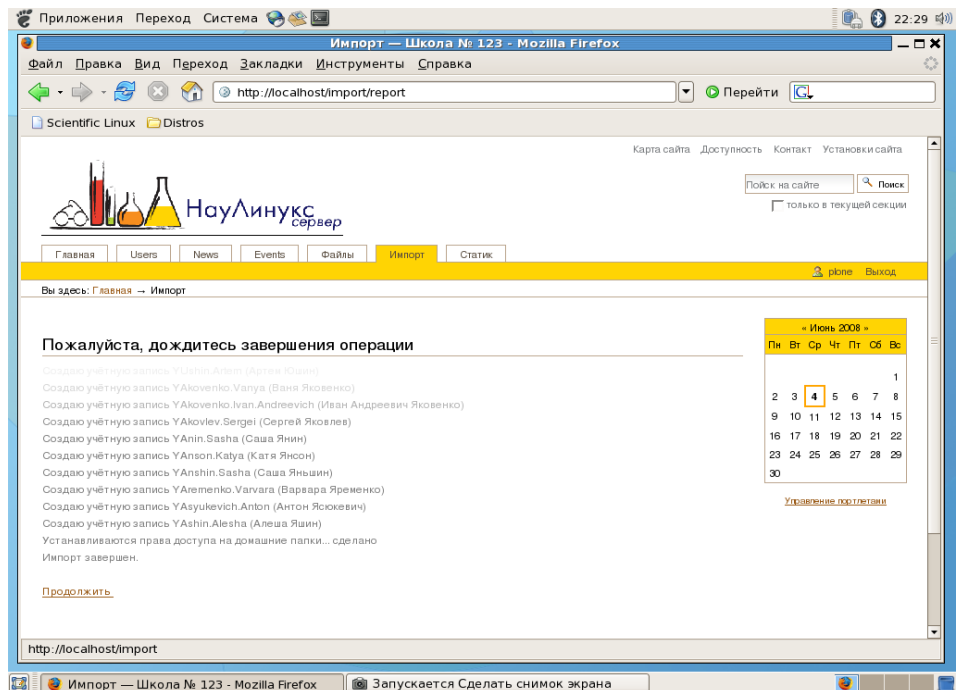 Приложения Переход Система 22:29
Импорт — Школа № 123 - Mozilla Firefox
Файл Правка Вид Переход Закладки Инструменты Справка
http://localhost/import/report Перейти G
Scientific Linux Distros
Карта сайта Доступность Контакт Установки сайта
Поиск на сайте Поиск
только в текущей секции
НауЛинукс
сервер
Главная Users News Events Файлы Импорт Статик
plone Выход
Вы здесь: Главная → Импорт
Пожалуйста, дождитесь завершения операции
Создаю учётную запись YUshin.Artem (Артем Юшин)
Создаю учётную запись YAkovenko.Vanya (Ваня Яковенко)
Создаю учётную запись YAkovenko.Ivan.Andreevich (Иван Андреевич Яковенко)
Создаю учётную запись YAkovlev.Sergei (Сергей Яковлев)
Создаю учётную запись YAnin.Sasha (Саша Янин)
Создаю учётную запись YAnson.Katya (Катя Янсон)
Создаю учётную запись YAnshin.Sasha (Саша Яньшин)
Создаю учётную запись YAremenko.Varvara (Варвара Яременко)
Создаю учётную запись YAsyukevich.Anton (Антон Ясюкевич)
Создаю учётную запись YAshin.Alesha (Алеша Яшин)
Устанавливаются права доступа на домашние папки... сделано
Импорт завершен.
Продолжить
« Июнь 2008 »
Пн Вт Ср Чт Пт Сб Вс
1
2 3 4 5 6 7 8
9 10 11 12 13 14 15
16 17 18 19 20 21 22
23 24 25 26 27 28 29
30
Управление портлетами
http://localhost/import
Импорт — Школа № 123 - Mozilla Firefox Запускается Сделать снимок экрана